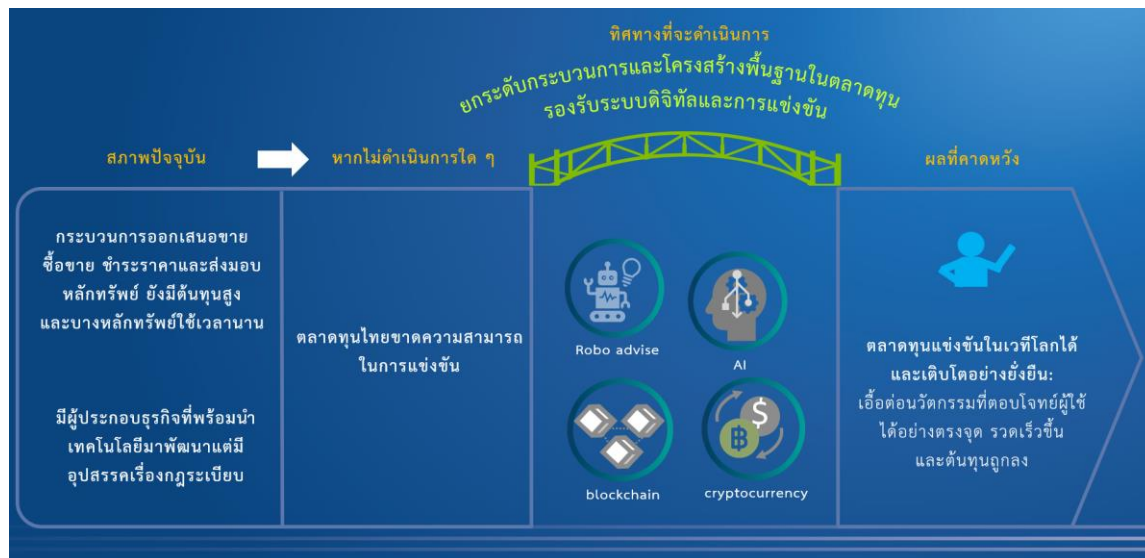 ทิศทางที่จะดำเนินการ
ยกระดับกระบวนการและโครงสร้างพื้นฐานในตลาดทุน
รองรับระบบดิจิทัลและการแข่งขัน
สภาพปัจจุบัน
หากไม่ดำเนินการใด ๆ
ผลที่คาดหวัง
กระบวนการออกเสนอขาย
ซื้อขาย ชำระราคาและส่งมอบ
หลักทรัพย์ ยังมีต้นทุนสูง
และบางหลักทรัพย์ใช้เวลานาน
มีผู้ประกอบธุรกิจที่พร้อมนำ
เทคโนโลยีมาพัฒนาแต่มี
อุปสรรคเรื่องกฎระเบียบ
ตลาดทุนไทยขาดความสามารถ
ในการแข่งขัน
Robo advise
AI
blockchain
cryptocurrency
ตลาดทุนแข่งขันในเวทีโลกได้
และเติบโตอย่างยั่งยืน:
เอื้อต่อนวัตกรรมที่ตอบโจทย์ผู้ใช้
ได้อย่างตรงจุด รวดเร็วขึ้น
และต้นทุนถูกลง